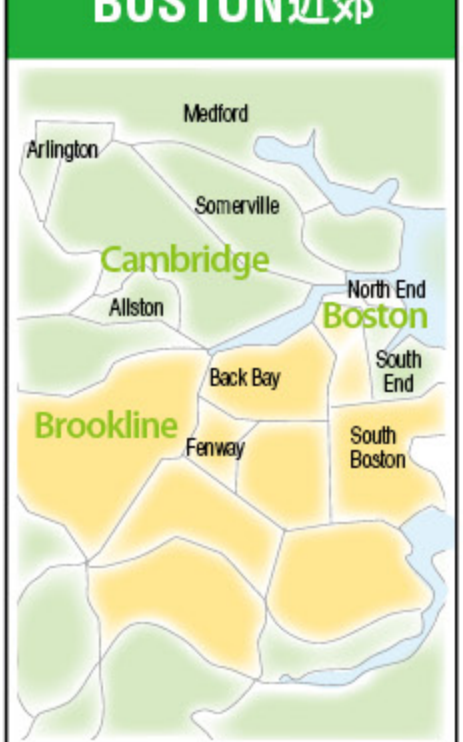 BOSTON近郊
Medford
Arlington
Somerville
Cambridge
North End
Allston
Boston
South
End
Back Bay
Brookline
Fenway
South
Boston